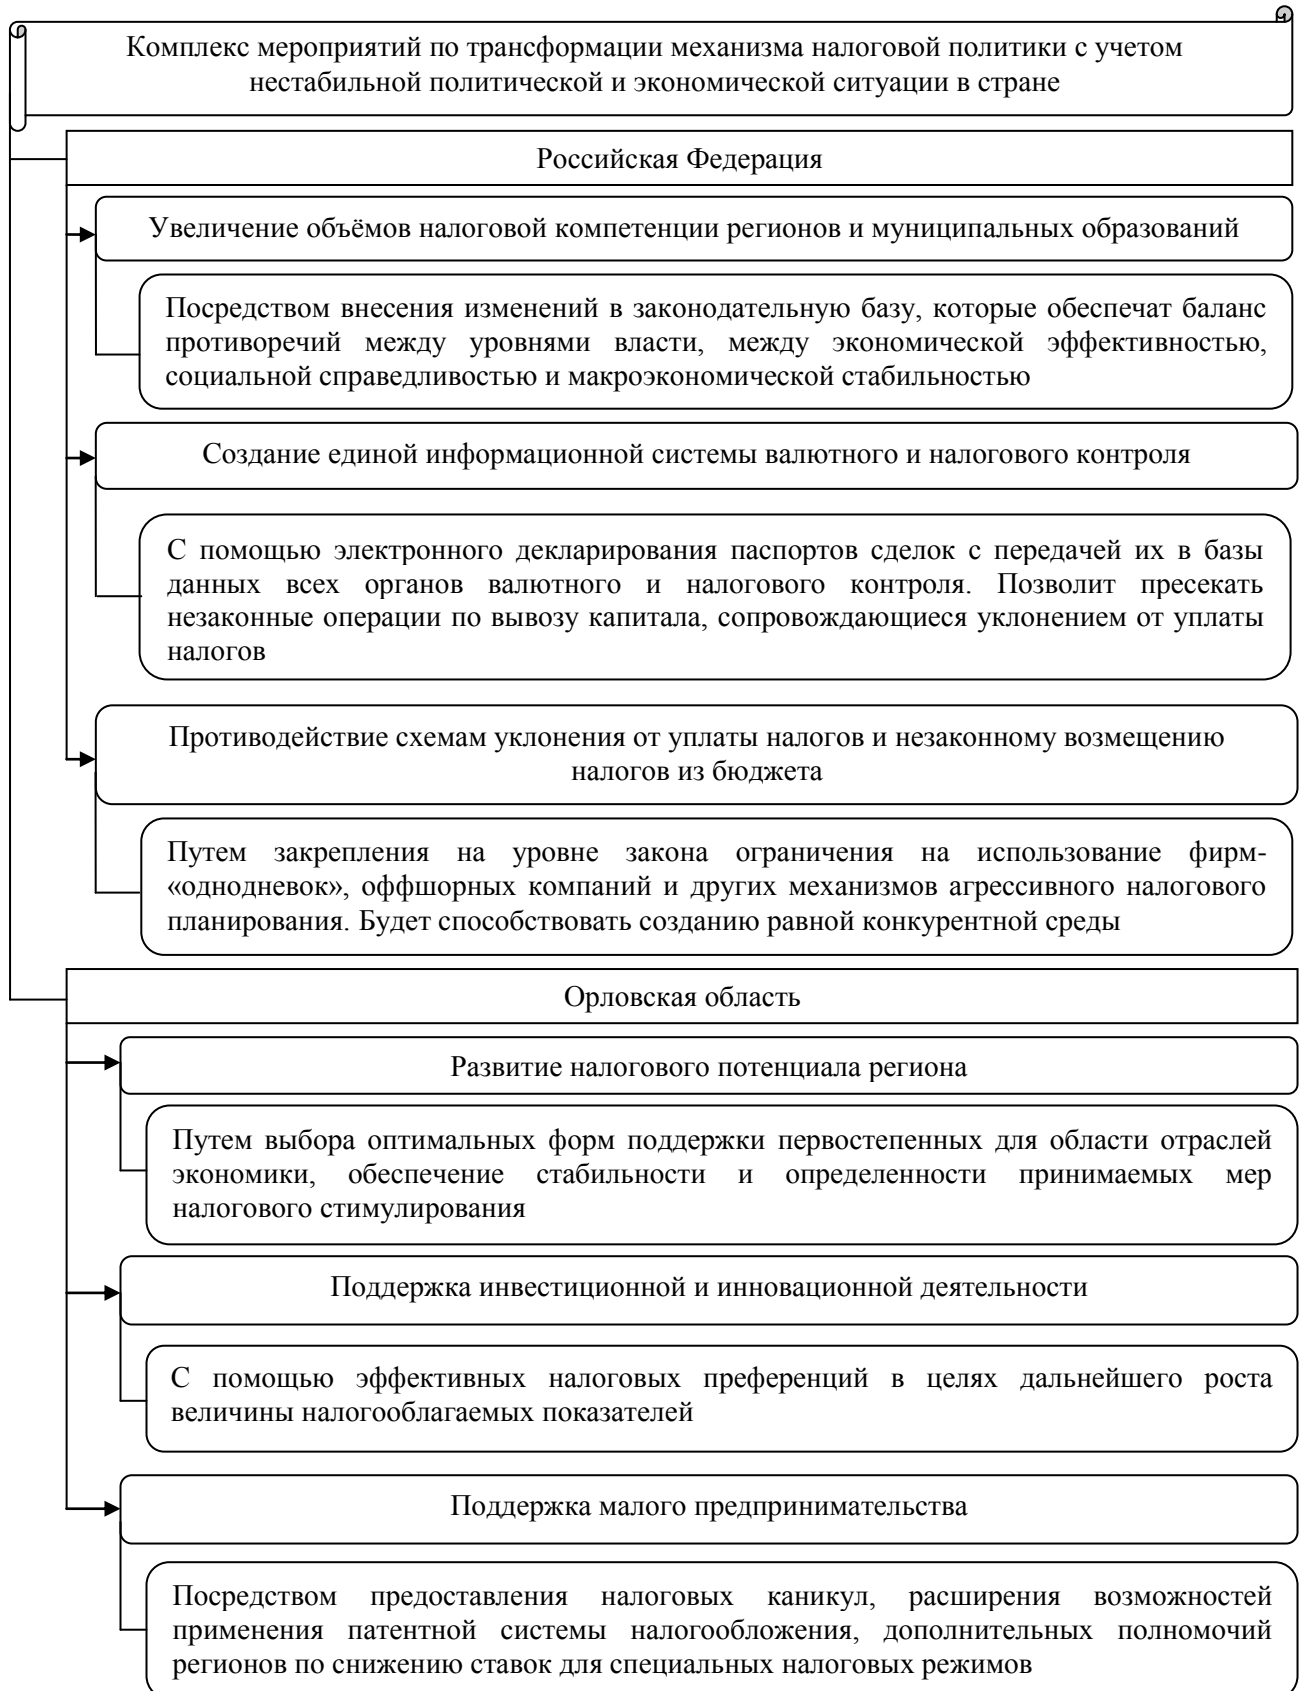 Комплекс мероприятий по трансформации механизма налоговой политики с учетом
нестабильной политической и экономической ситуации в стране
Российская Федерация
Увеличение объёмов налоговой компетенции регионов и муниципальных образований
Посредством внесения изменений в законодательную базу, которые обеспечат баланс
противоречий между уровнями власти, между экономической эффективностью,
социальной справедливостью и макроэкономической стабильностью
Создание единой информационной системы валютного и налогового контроля
С помощью электронного декларирования паспортов сделок с передачей их в базы
данных всех органов валютного и налогового контроля. Позволит пресекать
незаконные операции по вывозу капитала, сопровождающиеся уклонением от уплаты
налогов
Противодействие схемам уклонения от уплаты налогов и незаконному возмещению
налогов из бюджета
Путем закрепления на уровне закона ограничения на использование фирм-
«однодневок», оффшорных компаний и других механизмов агрессивного налогового
планирования. Будет способствовать созданию равной конкурентной среды
Орловская область
Развитие налогового потенциала региона
Путем выбора оптимальных форм поддержки первостепенных для области отраслей
экономики, обеспечение стабильности и определенности принимаемых мер
налогового стимулирования
Поддержка инвестиционной и инновационной деятельности
С помощью эффективных налоговых преференций в целях дальнейшего роста
величины налогооблагаемых показателей
Поддержка малого предпринимательства
Посредством предоставления налоговых каникул, расширения возможностей
применения патентной системы налогообложения, дополнительных полномочий
регионов по снижению ставок для специальных налоговых режимов